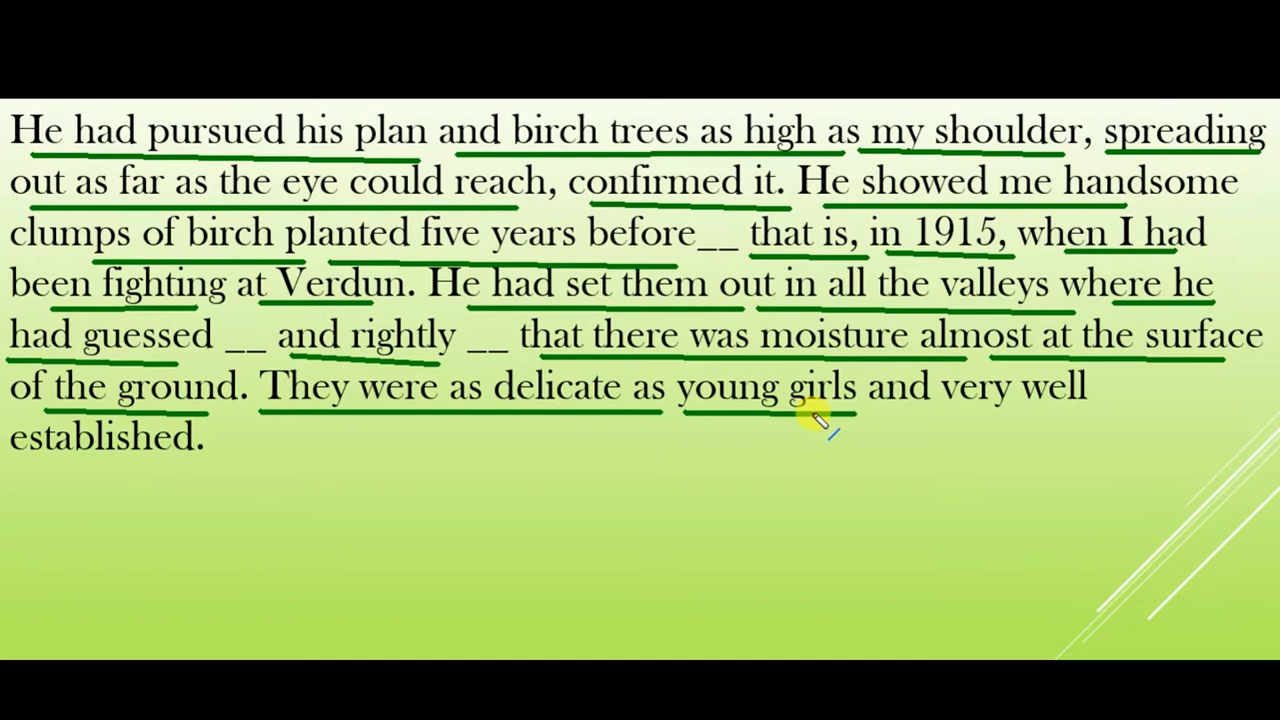 He had pursued his plan and birch trees as high as my shoulder, spreading
out as far as the eye could reach, confirmed it. He showed me handsome
clumps of birch planted five years before__ that is, in 1915, when I had
been fighting at Verdun. He had set them out in all the valleys where he
had guessed __ and rightly __ that there was moisture almost at the surface
of the ground. They were as delicate as young girls and very well
established.